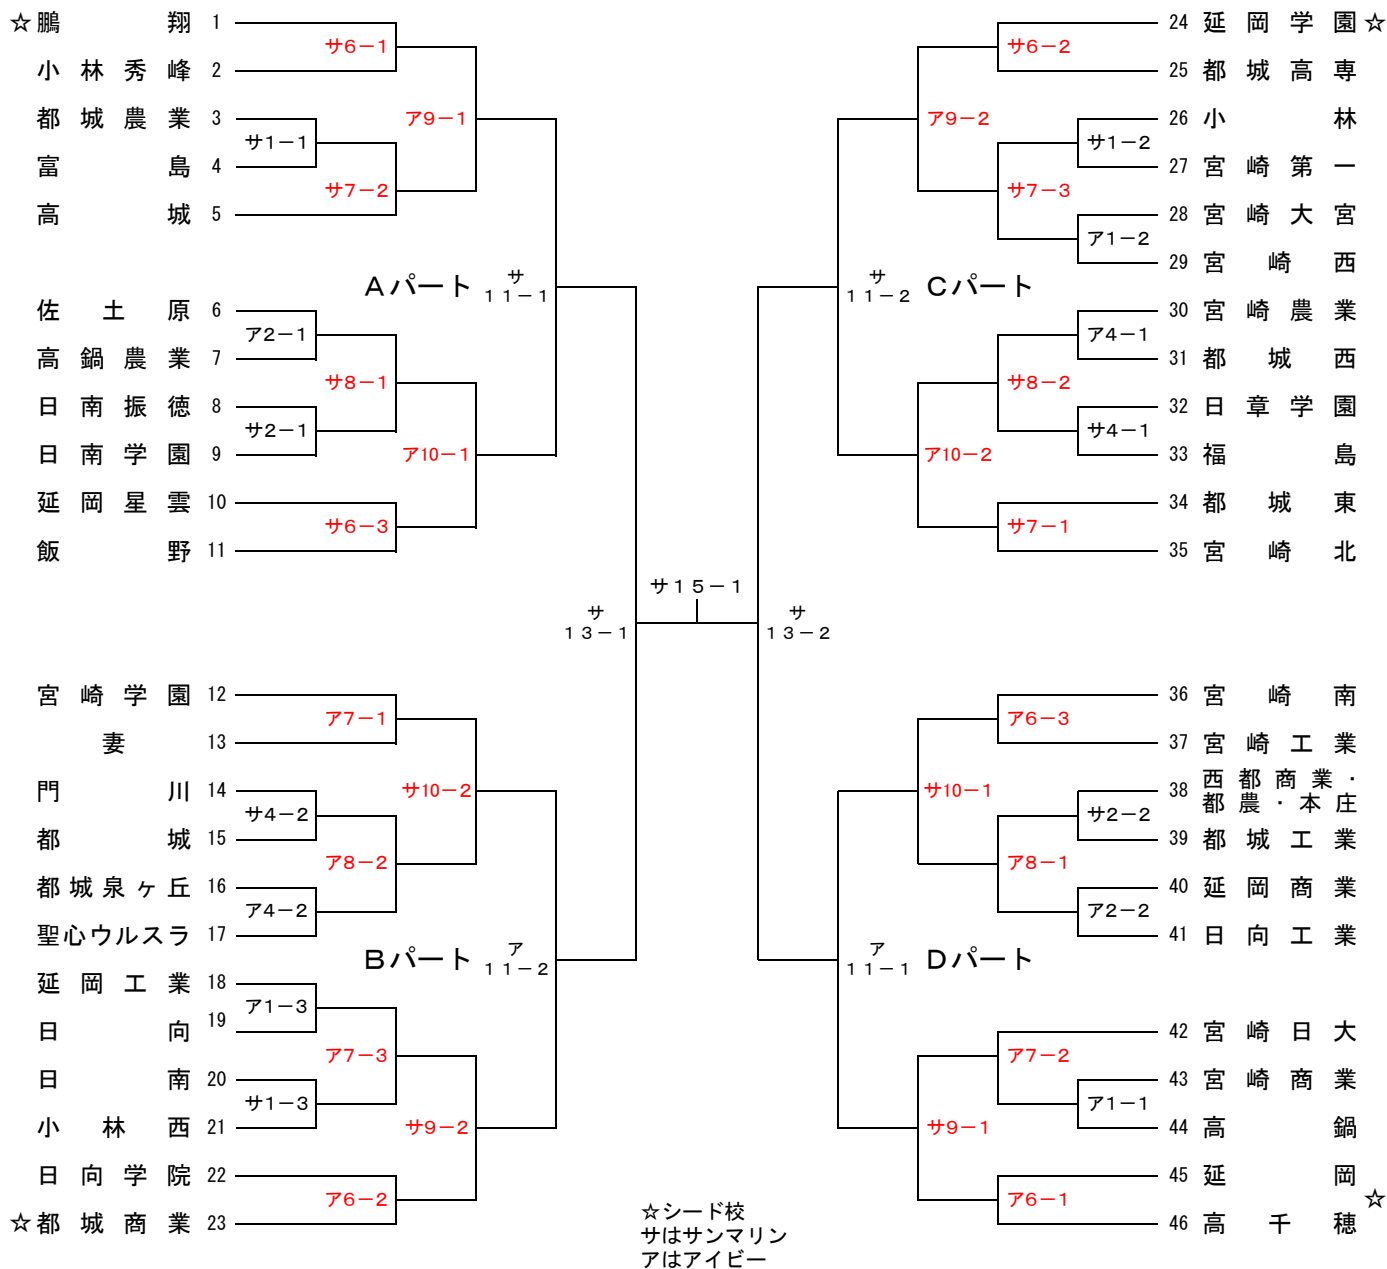 ☆鵬翔 1
サ6－1
小林秀峰 2
都城農業 3
ア9－1
サ1－1
富島 4
サ7－2
高城 5
Aパート
サ
11－1
佐土原 6
ア2－1
高鍋農業 7
サ8－1
日南振徳 8
サ2－1
日南学園 9
ア10－1
延岡星雲 10
サ6－3
飯野 11
サ
13－1
宮崎学園 12
ア7－1
妻 13
門川 14
サ10－2
サ4－2
都城 15
ア8－2
都城泉ヶ丘 16
ア4－2
聖心ウルスラ 17
Bパート
ア
11－2
延岡工業 18
ア1－3
日向 19
ア7－3
日南 20
サ1－3
小林西 21
サ9－2
日向学院 22
ア6－2
☆都城商業 23
サ15－1
24 延岡学園☆
サ6－2
25 都城高専
26 小林
ア9－2
サ1－2
27 宮崎第一
サ7－3
28 宮崎大宮
ア1－2
29 宮崎西
サ
11－2
Cパート
30 宮崎農業
ア4－1
31 都城西
サ8－2
32 日章学園
サ4－1
33 福島
ア10－2
34 都城東
サ7－1
35 宮崎北
サ
13－2
36 宮崎南
ア6－3
37 宮崎工業
38 西都商業・
都農・本庄
サ10－1
サ2－2
39 都城工業
ア8－1
40 延岡商業
ア2－2
41 日向工業
ア
11－1
Dパート
42 宮崎日大
ア7－2
43 宮崎商業
ア1－1
44 高鍋
サ9－1
45 延岡
ア6－1
☆
46 高千穂
☆シード校
サはサンマリン
アはアイビー